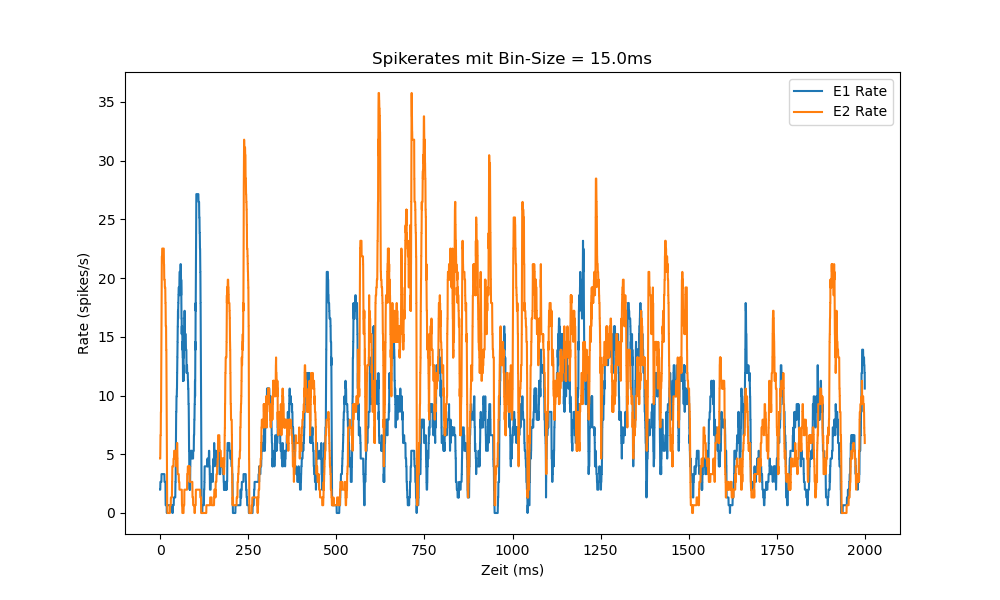 Spikerates mit Bin-Size = 15.0ms
E1 Rate
E2 Rate
35
30
25
20
15
10
5
0
Rate (spikes/s)
0 250 500 750 1000 1250 1500 1750 2000
Zeit (ms)